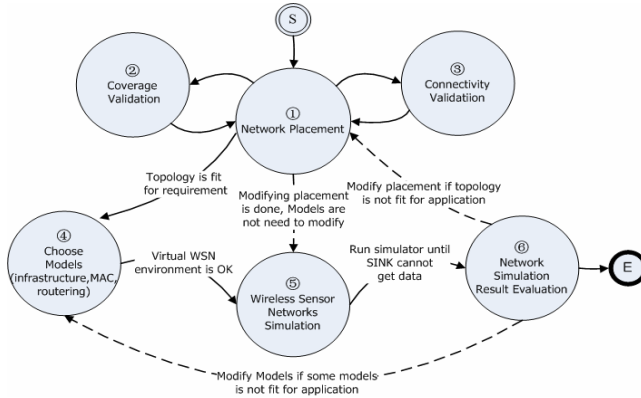 S
②
Coverage
Validation
③
Connectivity
Validatiion
①
Network Placement
Topology is fit
for requirement
Modifying placement
is done, Models are
not need to modify
Modify placement if topology
is not fit for application
④
Choose
Models
(infrastructure,MAC,
routering)
Virtual WSN
environment is OK
⑤
Wireless Sensor
Networks
Simulation
Run simulator until
SINK cannot
get data
⑥
Network
Simulation
Result Evaluation
E
Modify Models if some models
is not fit for application